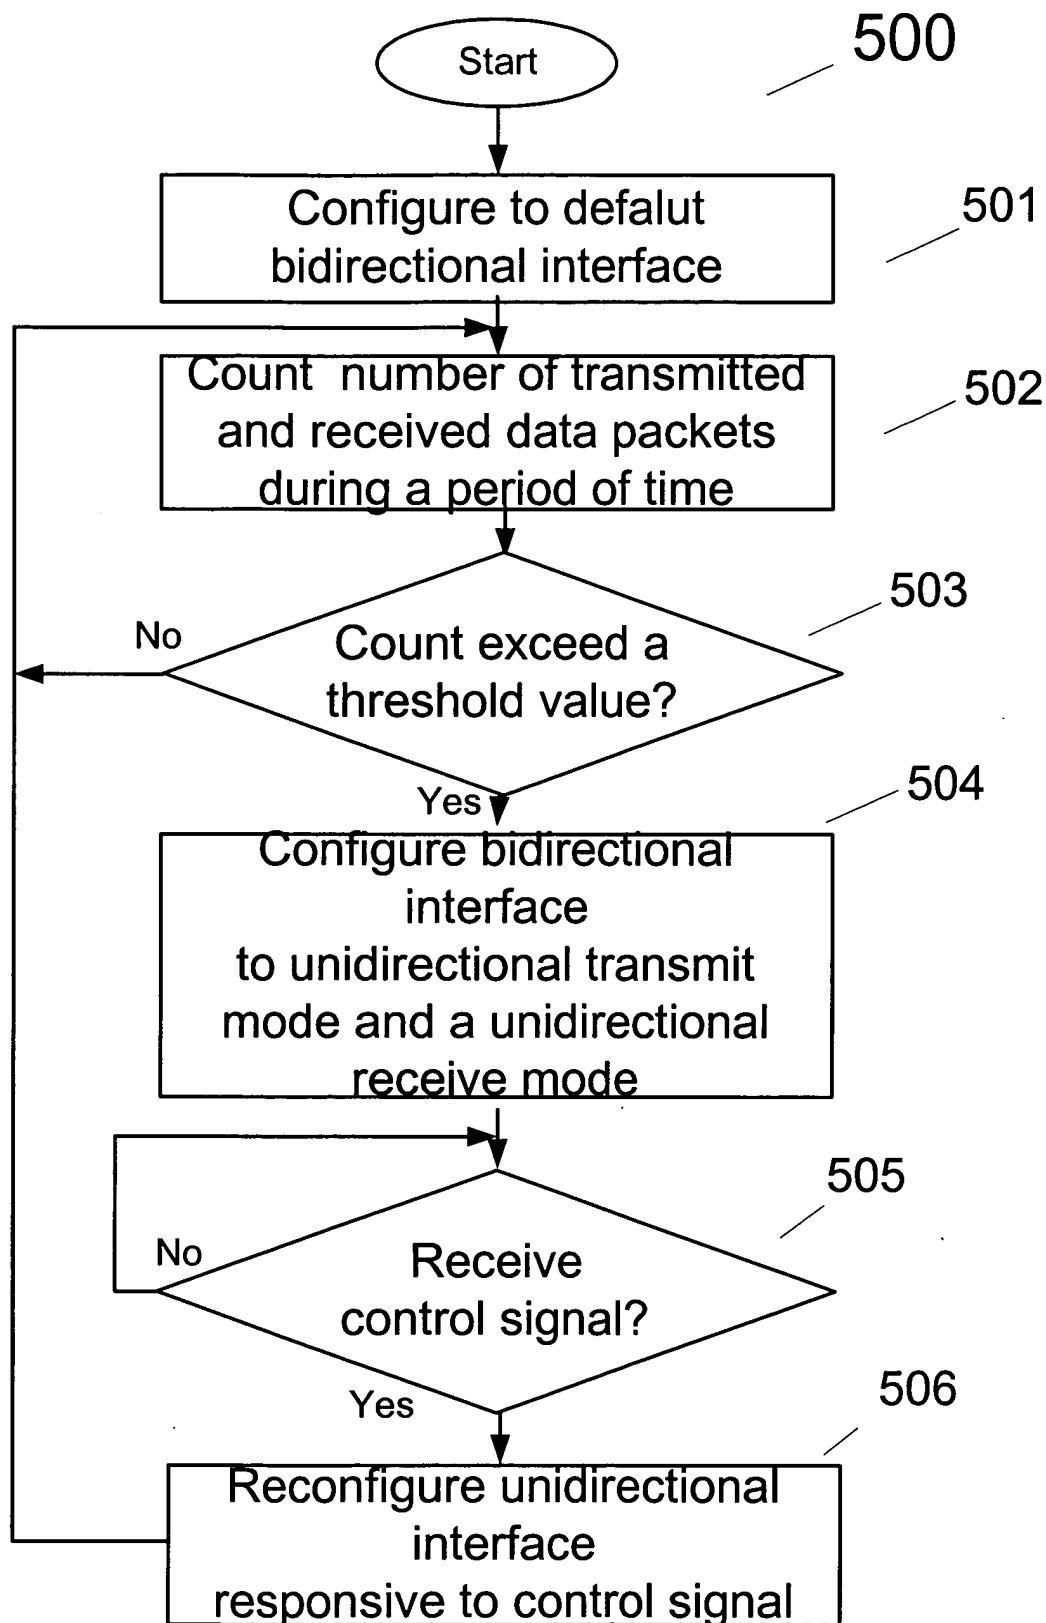 Start
500
Configure to defalut
bidirectional interface
501
Count number of transmitted
and received data packets
during a period of time
502
No
Count exceed a
threshold value?
503
Yes
504
Configure bidirectional
interface
to unidirectional transmit
mode and a unidirectional
receive mode
505
No
Receive
control signal?
Yes
506
Reconfigure unidirectional
interface
responsive to control signal